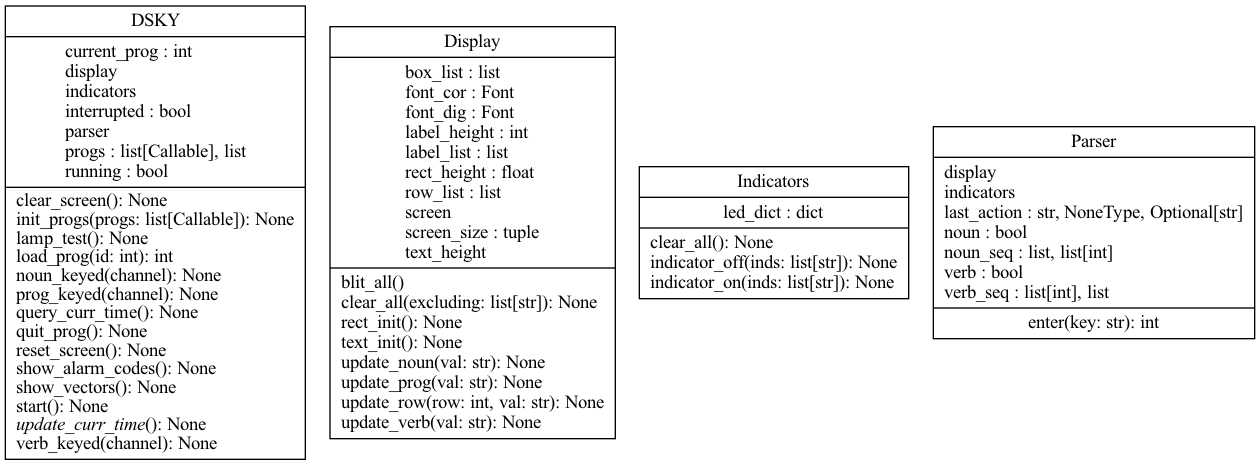 DSKY
current_prog : int
display
indicators
interrupted : bool
parser
progs : list[Callable], list
running : bool
clear_screen(): None
init_progs(progs: list[Callable]): None
lamp_test(): None
load_prog(id: int): int
noun_keyed(channel): None
prog_keyed(channel): None
query_curr_time(): None
quit_prog(): None
reset_screen(): None
show_alarm_codes(): None
show_vectors(): None
start(): None
update_curr_time(): None
verb_keyed(channel): None
Display
box_list : list
font_cor : Font
font_dig : Font
label_height : int
label_list : list
rect_height : float
row_list : list
screen
screen_size : tuple
text_height
blit_all()
clear_all(excluding: list[str]): None
rect_init(): None
text_init(): None
update_noun(val: str): None
update_prog(val: str): None
update_row(row: int, val: str): None
update_verb(val: str): None
Indicators
led_dict : dict
clear_all(): None
indicator_off(inds: list[str]): None
indicator_on(inds: list[str]): None
Parser
display
indicators
last_action : str, NoneType, Optional[str]
noun : bool
noun_seq : list, list[int]
verb : bool
verb_seq : list[int], list
enter(key: str): int